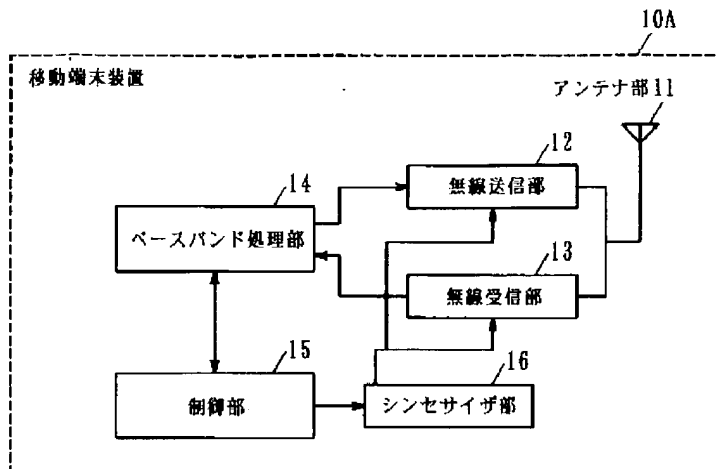 10A
移動端末装置
アンテナ部11
12
無線送信部
14
ベースバンド処理部
13
無線受信部
15
制御部
16
シンセサイザ部